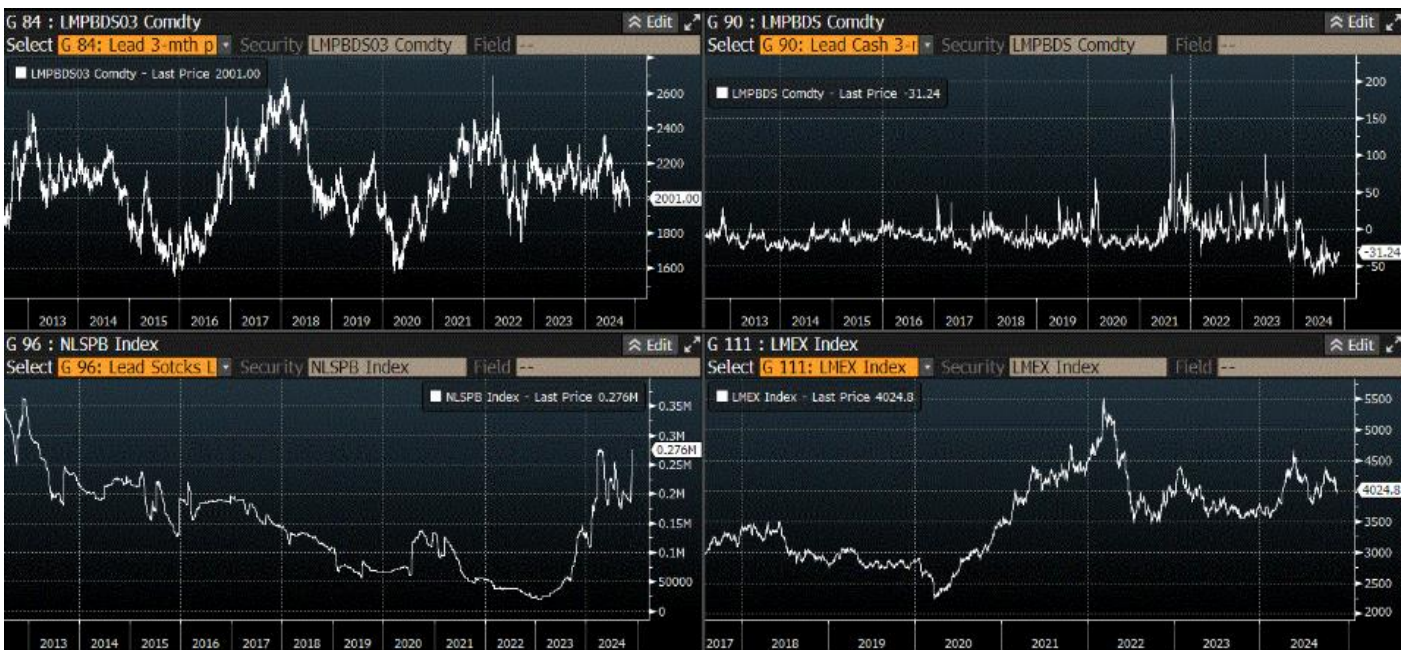 G 84 : LMPBDS03 Comdty
Edit
Select G 84: Lead 3-mth p Security LMPBDS03 Comdty Field --
LMPBDS03 Comdty - Last Price 2001.00
2600
2400
2200
2001.00
1800
1600
2013 2014 2015 2016 2017 2018 2019 2020 2021 2022 2023 2024
G 90 : LMPBDS Comdty
Edit
Select G 90: Lead Cash 3-r Security LMPBDS Comdty Field --
LMPBDS Comdty - Last Price -31.24
200
150
100
50
0
-31.24
-50
2013 2014 2015 2016 2017 2018 2019 2020 2021 2022 2023 2024
G 96 : NLSPB Index
Edit
Select G 96: Lead Sotcks L Security NLSPB Index Field --
NLSPB Index - Last Price 0.276M
0.35M
0.3M
0.276M
0.25M
0.2M
0.15M
0.1M
50000
0
2013 2014 2015 2016 2017 2018 2019 2020 2021 2022 2023 2024
G 111 : LMEX Index
Edit
Select G 111: LMEX Index Security LMEX Index Field --
LMEX Index - Last Price 4024.8
5500
5000
4500
4024.8
3500
3000
2500
2000
2017 2018 2019 2020 2021 2022 2023 2024